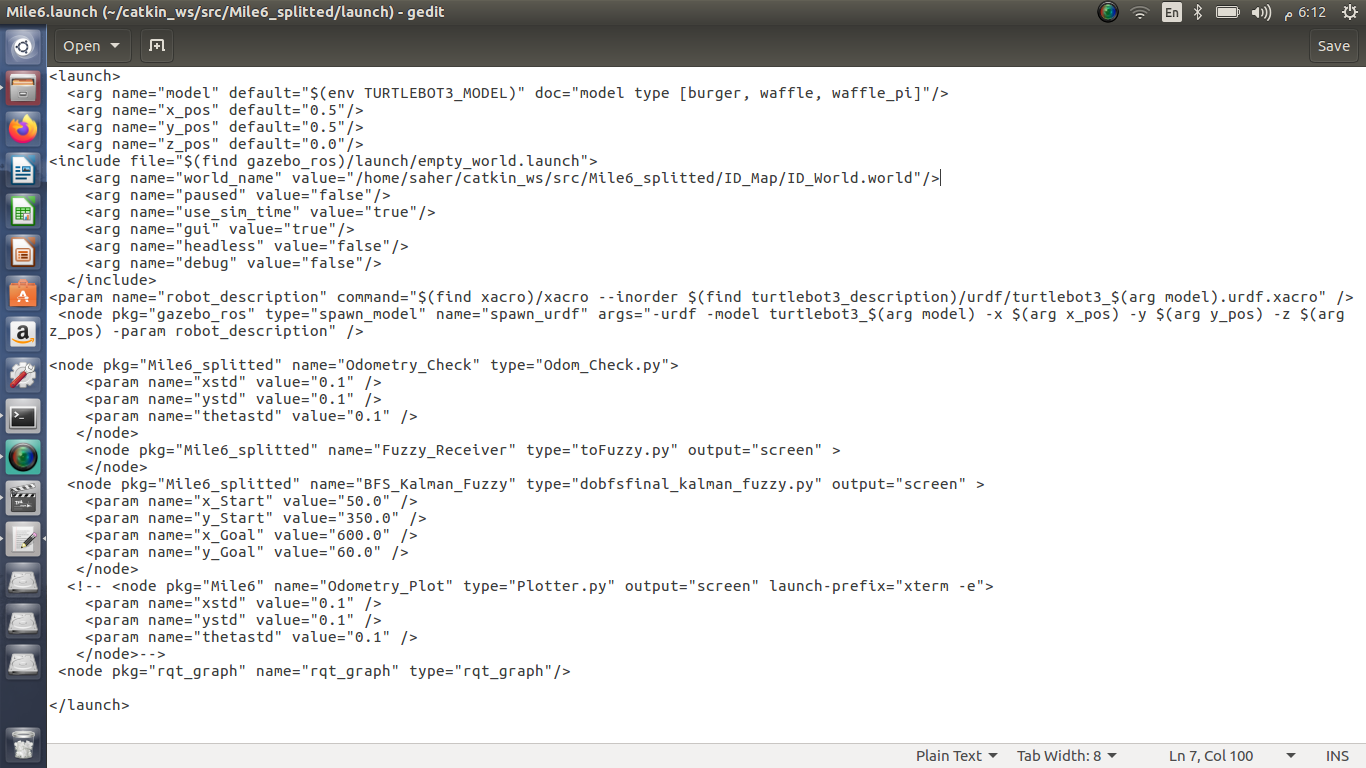 Mile6.launch (~/catkin_ws/src/Mile6_splitted/launch) - gedit
En
6:12 م
Open
Save
<launch>
  <arg name="model" default="$(env TURTLEBOT3_MODEL)" doc="model type [burger, waffle, waffle_pi]"/>
  <arg name="x_pos" default="0.5"/>
  <arg name="y_pos" default="0.5"/>
  <arg name="z_pos" default="0.0"/>
<include file="$(find gazebo_ros)/launch/empty_world.launch">
    <arg name="world_name" value="/home/saher/catkin_ws/src/Mile6_splitted/ID_Map/ID_World.world"/>
    <arg name="paused" value="false"/>
    <arg name="use_sim_time" value="true"/>
    <arg name="gui" value="true"/>
    <arg name="headless" value="false"/>
    <arg name="debug" value="false"/>
  </include>
<param name="robot_description" command="$(find xacro)/xacro --inorder $(find turtlebot3_description)/urdf/turtlebot3_$(arg model).urdf.xacro" />
 <node pkg="gazebo_ros" type="spawn_model" name="spawn_urdf" args="-urdf -model turtlebot3_$(arg model) -x $(arg x_pos) -y $(arg y_pos) -z $(arg
z_pos) -param robot_description" />
<node pkg="Mile6_splitted" name="Odometry_Check" type="Odom_Check.py">
    <param name="xstd" value="0.1" />
    <param name="ystd" value="0.1" />
    <param name="thetastd" value="0.1" />
   </node>
    <node pkg="Mile6_splitted" name="Fuzzy_Receiver" type="toFuzzy.py" output="screen" >
    </node>
  <node pkg="Mile6_splitted" name="BFS_Kalman_Fuzzy" type="dobfsfinal_kalman_fuzzy.py" output="screen" >
    <param name="x_Start" value="50.0" />
    <param name="y_Start" value="350.0" />
    <param name="x_Goal" value="600.0" />
    <param name="y_Goal" value="60.0" />
   </node>
  <!-- <node pkg="Mile6" name="Odometry_Plot" type="Plotter.py" output="screen" launch-prefix="xterm -e">
    <param name="xstd" value="0.1" />
    <param name="ystd" value="0.1" />
    <param name="thetastd" value="0.1" />
   </node>-->
 <node pkg="rqt_graph" name="rqt_graph" type="rqt_graph"/>
</launch>
Plain Text
Tab Width: 8
Ln 7, Col 100
INS